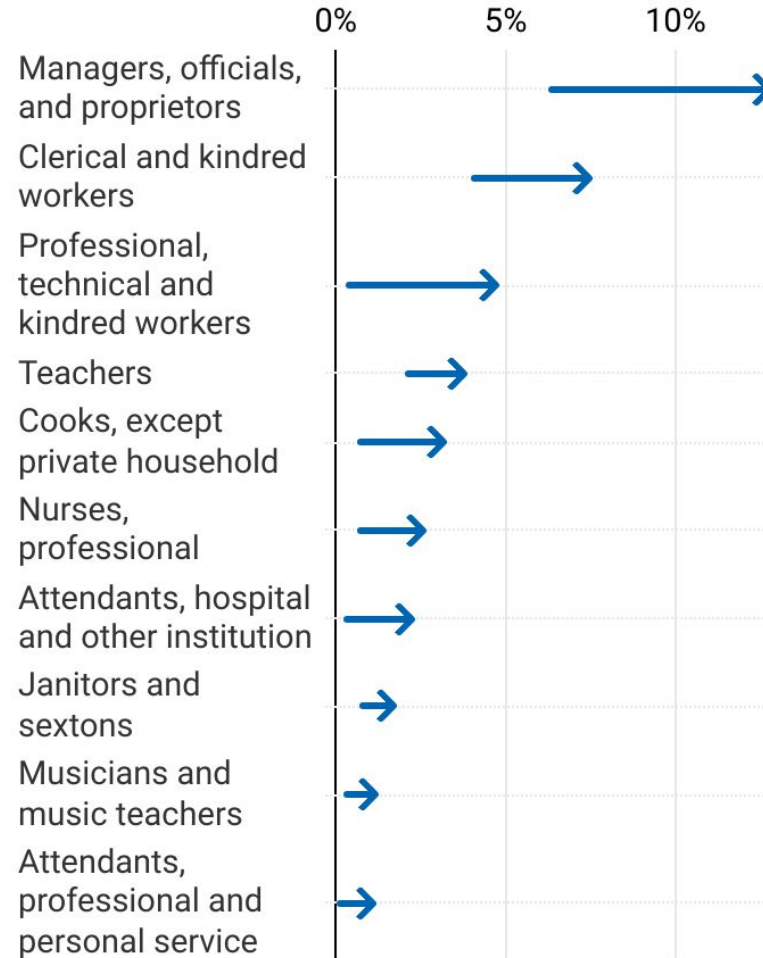 0% 5% 10%
Managers, officials,
and proprietors
Clerical and kindred
workers
Professional,
technical and
kindred workers
Teachers
Cooks, except
private household
Nurses,
professional
Attendants, hospital
and other institution
Janitors and
sextons
Musicians and
music teachers
Attendants,
professional and
personal service